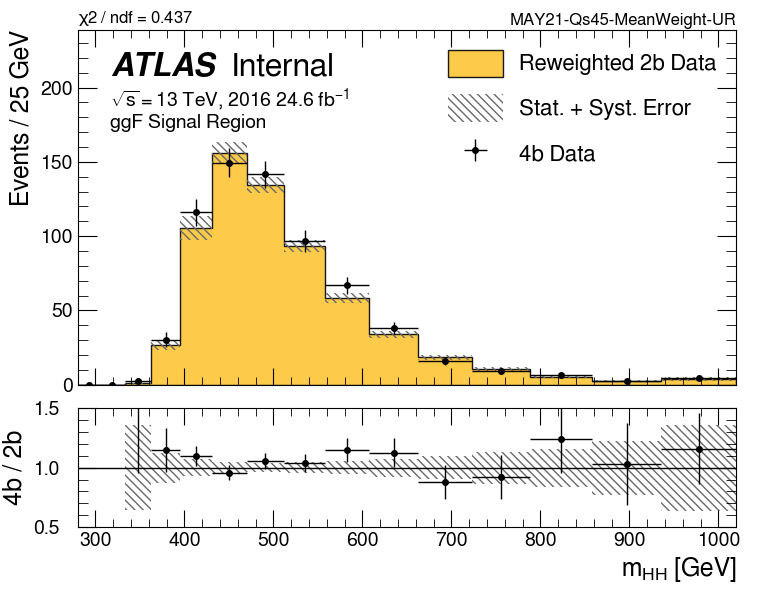 χ2 / ndf = 0.437
MAY21-Qs45-MeanWeight-UR
ATLAS Internal
√s = 13 TeV, 2016 24.6 fb⁻¹
ggF Signal Region
Reweighted 2b Data
Stat. + Syst. Error
4b Data
Events / 25 GeV
200
150
100
50
0
4b / 2b
1.5
1.0
0.5
300 400 500 600 700 800 900 1000
m_HH [GeV]